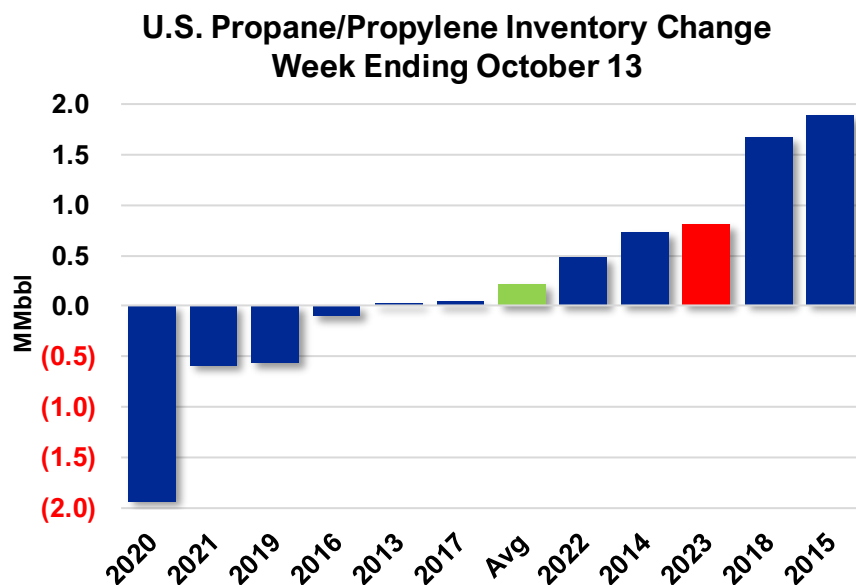 U.S. Propane/Propylene Inventory Change
Week Ending October 13
MMbbl
2.0
1.5
1.0
0.5
0.0
(0.5)
(1.0)
(1.5)
(2.0)
2020 2021 2019 2016 2013 2017 Avg 2022 2014 2023 2018 2015